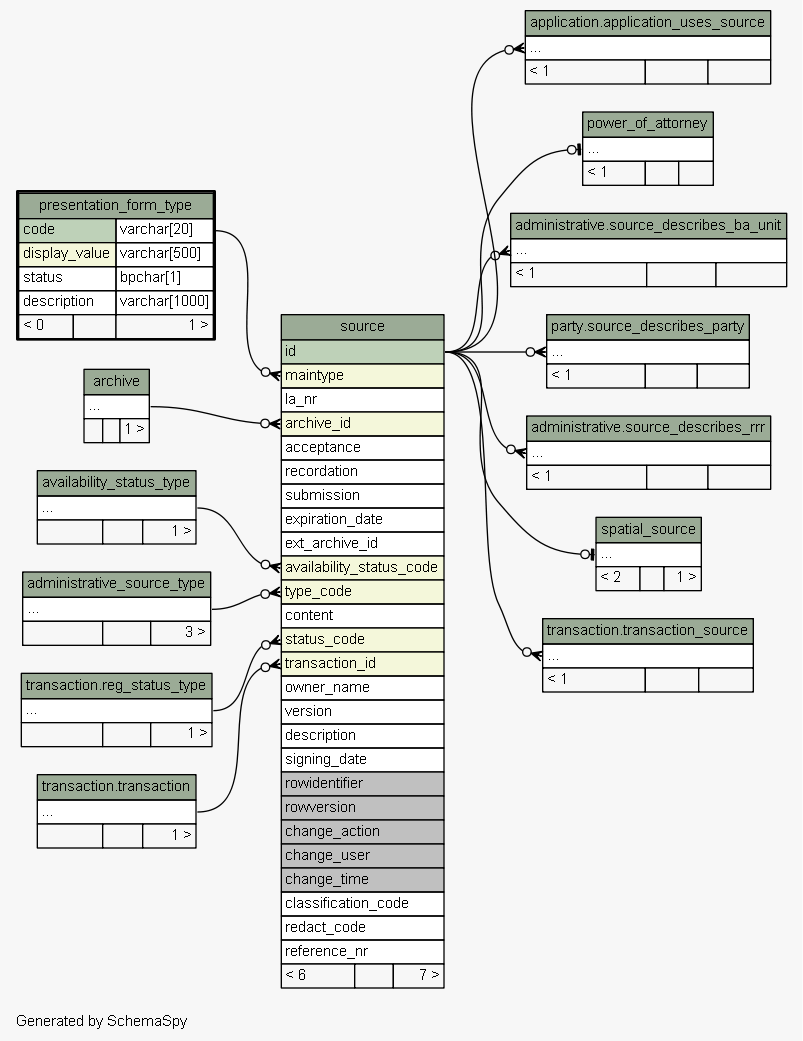 application.application_uses_source
...
< 1
power_of_attorney
...
< 1
presentation_form_type
code varchar[20]
display_value varchar[500]
status bpchar[1]
description varchar[1000]
< 0 1 >
administrative.source_describes_ba_unit
...
< 1
source
id
maintype
la_nr
archive_id
acceptance
recordation
submission
expiration_date
ext_archive_id
availability_status_code
type_code
content
status_code
transaction_id
owner_name
version
description
signing_date
rowidentifier
rowversion
change_action
change_user
change_time
classification_code
redact_code
reference_nr
< 6 7 >
party.source_describes_party
...
< 1
archive
...
1 >
administrative.source_describes_rrr
...
< 1
availability_status_type
...
1 >
spatial_source
...
< 2 1 >
administrative_source_type
...
3 >
transaction.transaction_source
...
< 1
transaction.reg_status_type
...
1 >
transaction.transaction
...
1 >
Generated by SchemaSpy